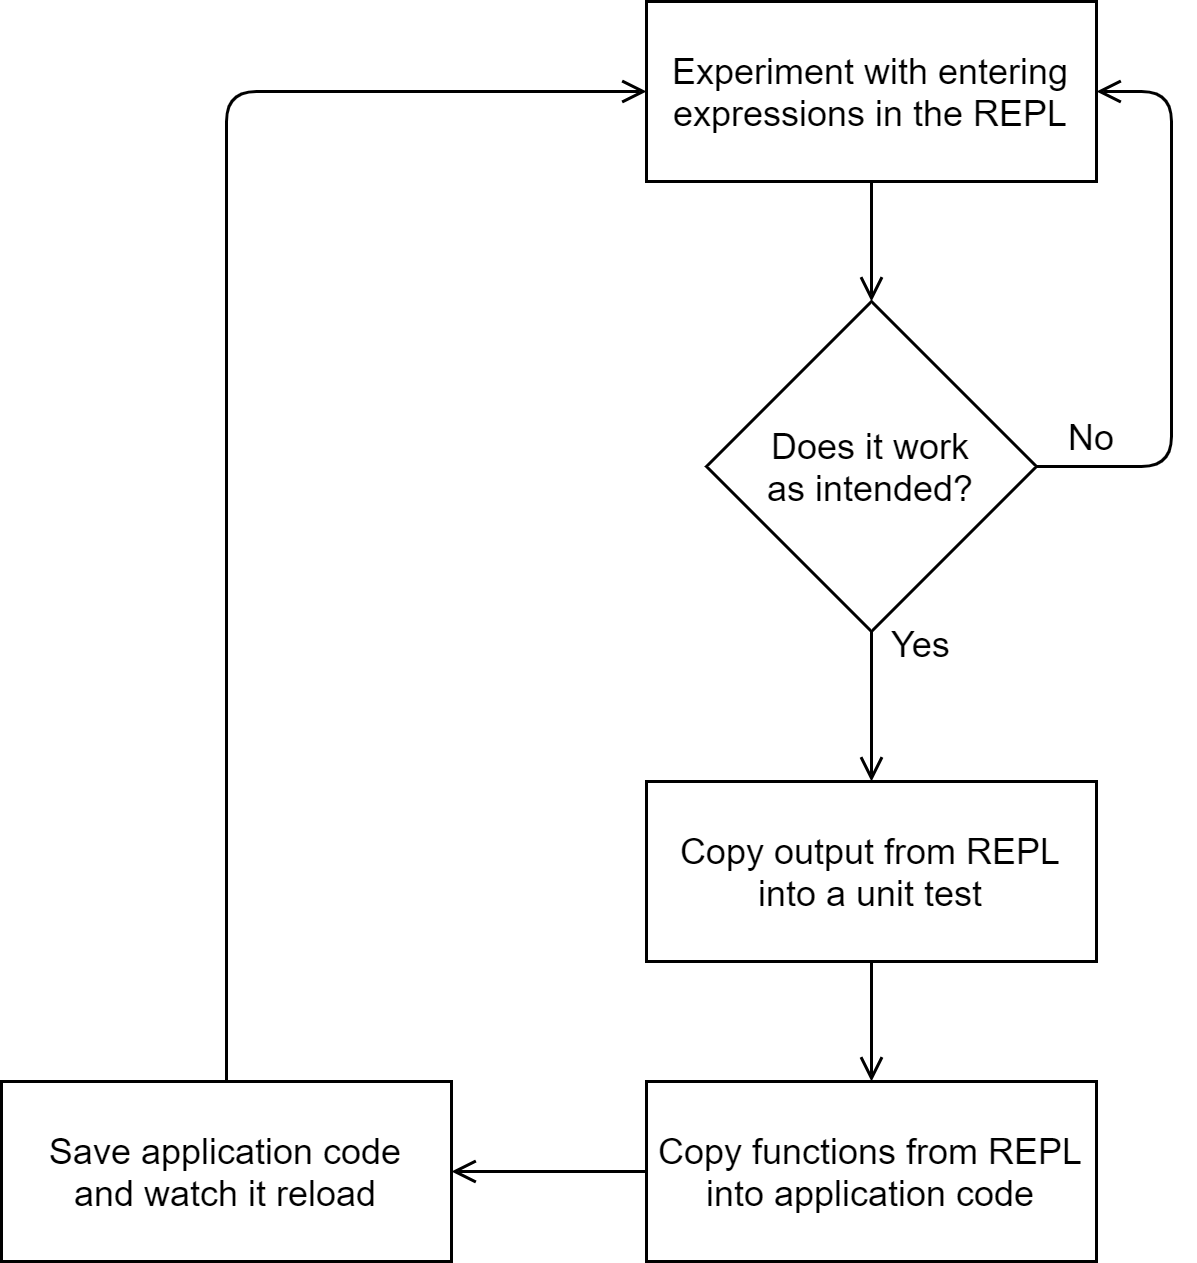 Experiment with entering
expressions in the REPL
Does it work
as intended?
No
Yes
Copy output from REPL
into a unit test
Copy functions from REPL
into application code
Save application code
and watch it reload